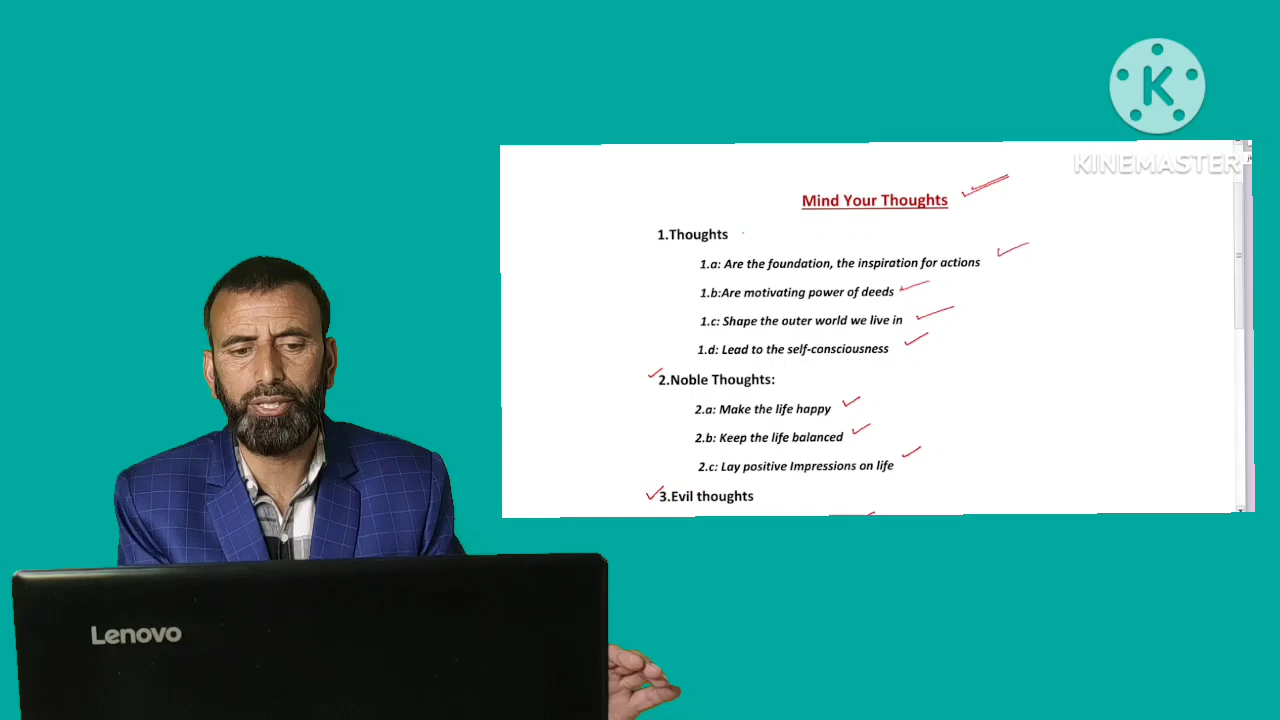 KINEMASTER
Mind Your Thoughts
1.Thoughts
1.a: Are the foundation, the inspiration for actions
1.b:Are motivating power of deeds
1.c: Shape the outer world we live in
1.d: Lead to the self-consciousness
2.Noble Thoughts:
2.a: Make the life happy
2.b: Keep the life balanced
2.c: Lay positive Impressions on life
3.Evil thoughts
Lenovo